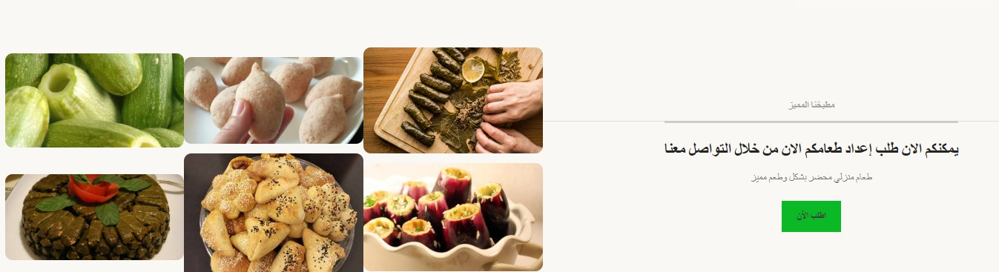 مطبخنا المميز
يمكنكم الان طلب إعداد طعامكم الان من خلال التواصل معنا
طعام منزلي محضر بشكل وطعم مميز
اطلب الأن